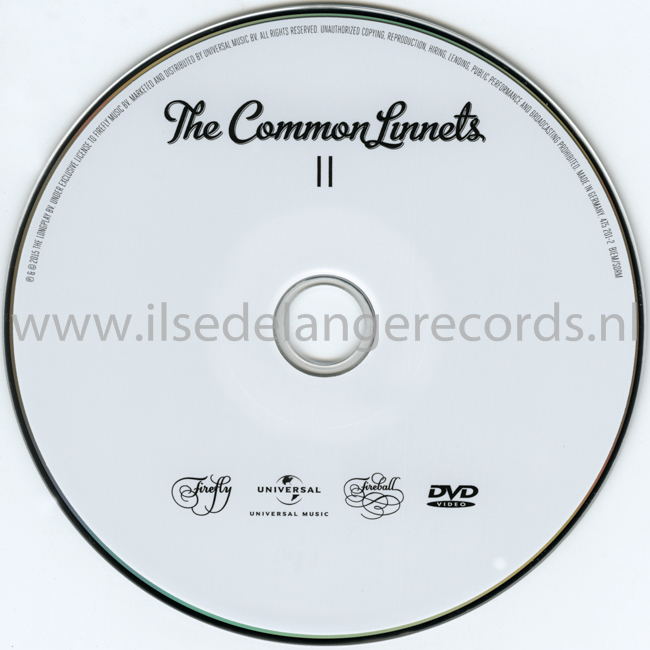 ℗ & © 2015 THE LONGPLAY BV. UNDER EXCLUSIVE LICENSE TO FIREFLY MUSIC BV. MARKETED AND DISTRIBUTED BY UNIVERSAL MUSIC BV. ALL RIGHTS RESERVED. UNAUTHORIZED COPYING, REPRODUCTION, HIRING, LENDING, PUBLIC PERFORMANCE AND BROADCASTING PROHIBITED. MADE IN GERMANY. 475 201-2 BIEM/SDRM
The Common Linnets
II
www.ilsedelangerecords.nl
Firefly
UNIVERSAL
UNIVERSAL MUSIC
Fireball
DVD
VIDEO